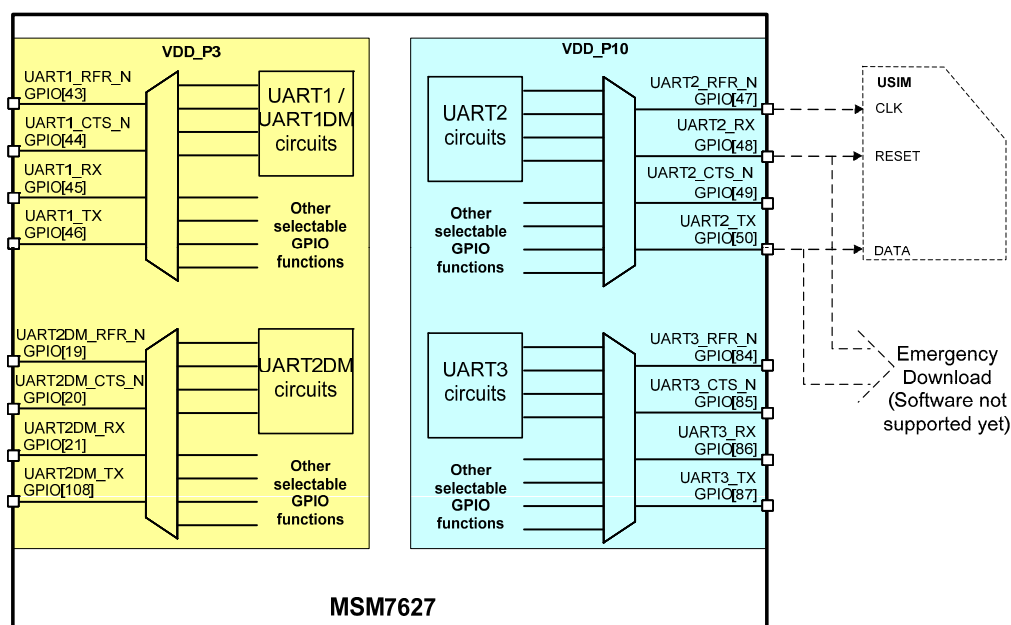 VDD_P3
UART1_RFR_N
GPIO[43]
UART1_CTS_N
GPIO[44]
UART1_RX
GPIO[45]
UART1_TX
GPIO[46]
UART1 /
UART1DM
circuits
Other
selectable
GPIO
functions
UART2DM_RFR_N
GPIO[19]
UART2DM_CTS_N
GPIO[20]
UART2DM_RX
GPIO[21]
UART2DM_TX
GPIO[108]
UART2DM
circuits
Other
selectable
GPIO
functions
VDD_P10
UART2
circuits
Other
selectable
GPIO
functions
UART2_RFR_N
GPIO[47]
UART2_RX
GPIO[48]
UART2_CTS_N
GPIO[49]
UART2_TX
GPIO[50]
UART3
circuits
Other
selectable
GPIO
functions
UART3_RFR_N
GPIO[84]
UART3_CTS_N
GPIO[85]
UART3_RX
GPIO[86]
UART3_TX
GPIO[87]
USIM
CLK
RESET
DATA
Emergency
Download
(Software not
supported yet)
MSM7627